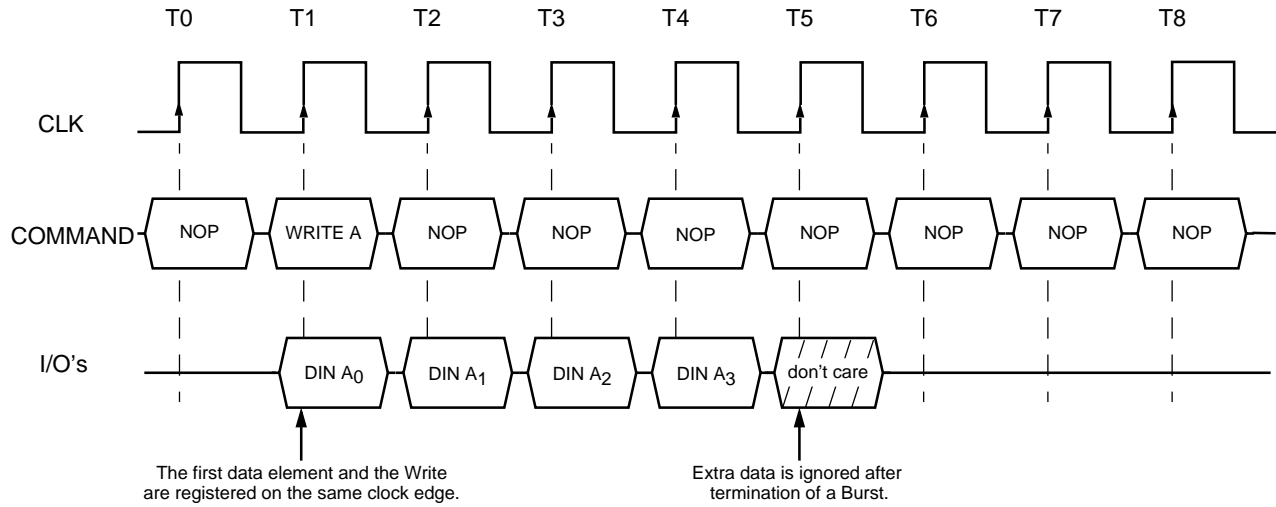 T0 T1 T2 T3 T4 T5 T6 T7 T8
CLK
COMMAND NOP WRITE A NOP NOP NOP NOP NOP NOP NOP
I/O's DIN A0 DIN A1 DIN A2 DIN A3 don't care
The first data element and the Write
are registered on the same clock edge.
Extra data is ignored after
termination of a Burst.